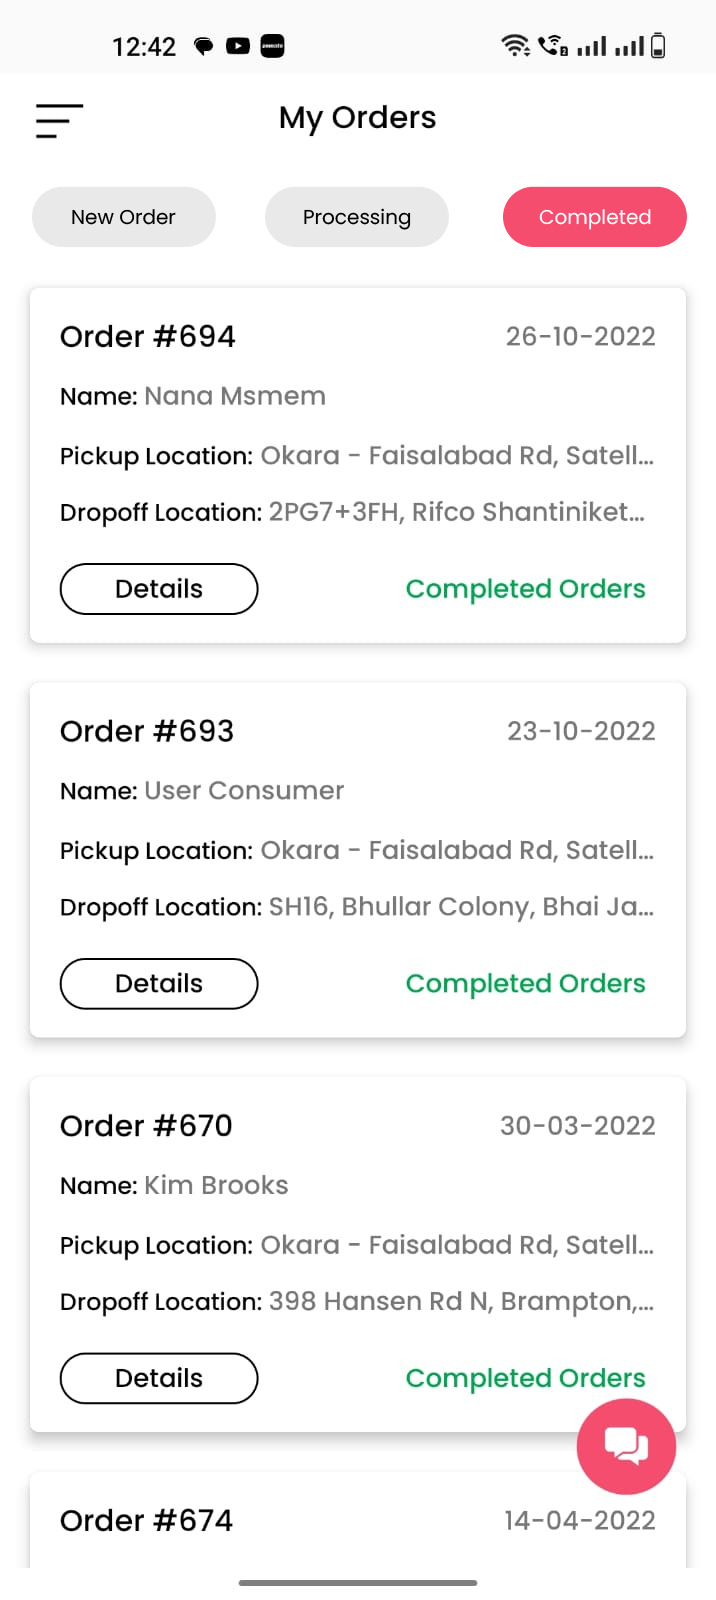 12:42
My Orders
New Order Processing Completed
Order #694 26-10-2022
Name: Nana Msmem
Pickup Location: Okara - Faisalabad Rd, Satell...
Dropoff Location: 2PG7+3FH, Rifco Shantiniket...
Details Completed Orders
Order #693 23-10-2022
Name: User Consumer
Pickup Location: Okara - Faisalabad Rd, Satell...
Dropoff Location: SH16, Bhullar Colony, Bhai Ja...
Details Completed Orders
Order #670 30-03-2022
Name: Kim Brooks
Pickup Location: Okara - Faisalabad Rd, Satell...
Dropoff Location: 398 Hansen Rd N, Brampton,...
Details Completed Orders
Order #674 14-04-2022